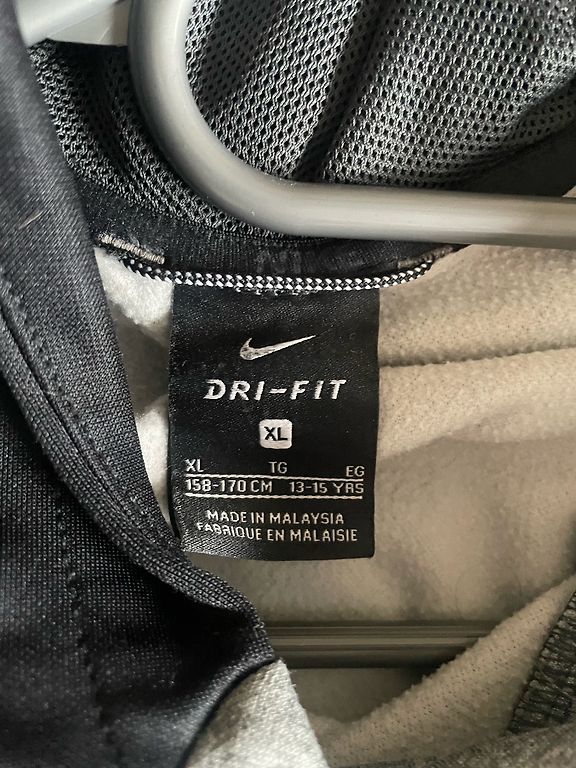 DRI-FIT
XL
XL TG EG
158-170 CM 13-15 YRS
MADE IN MALAYSIA
FABRIQUE EN MALAISIE